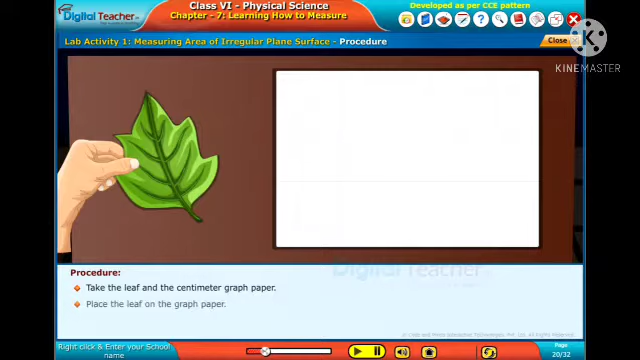 Digital Teacher
Class VI - Physical Science
Chapter - 7: Learning How to Measure
Developed as per CCE pattern
Lab Activity 1: Measuring Area of Irregular Plane Surface - Procedure
Close
KINEMASTER
Digital Teacher
Procedure:
Take the leaf and the centimeter graph paper.
Place the leaf on the graph paper.
Right click & Enter your School name
Page
20/32